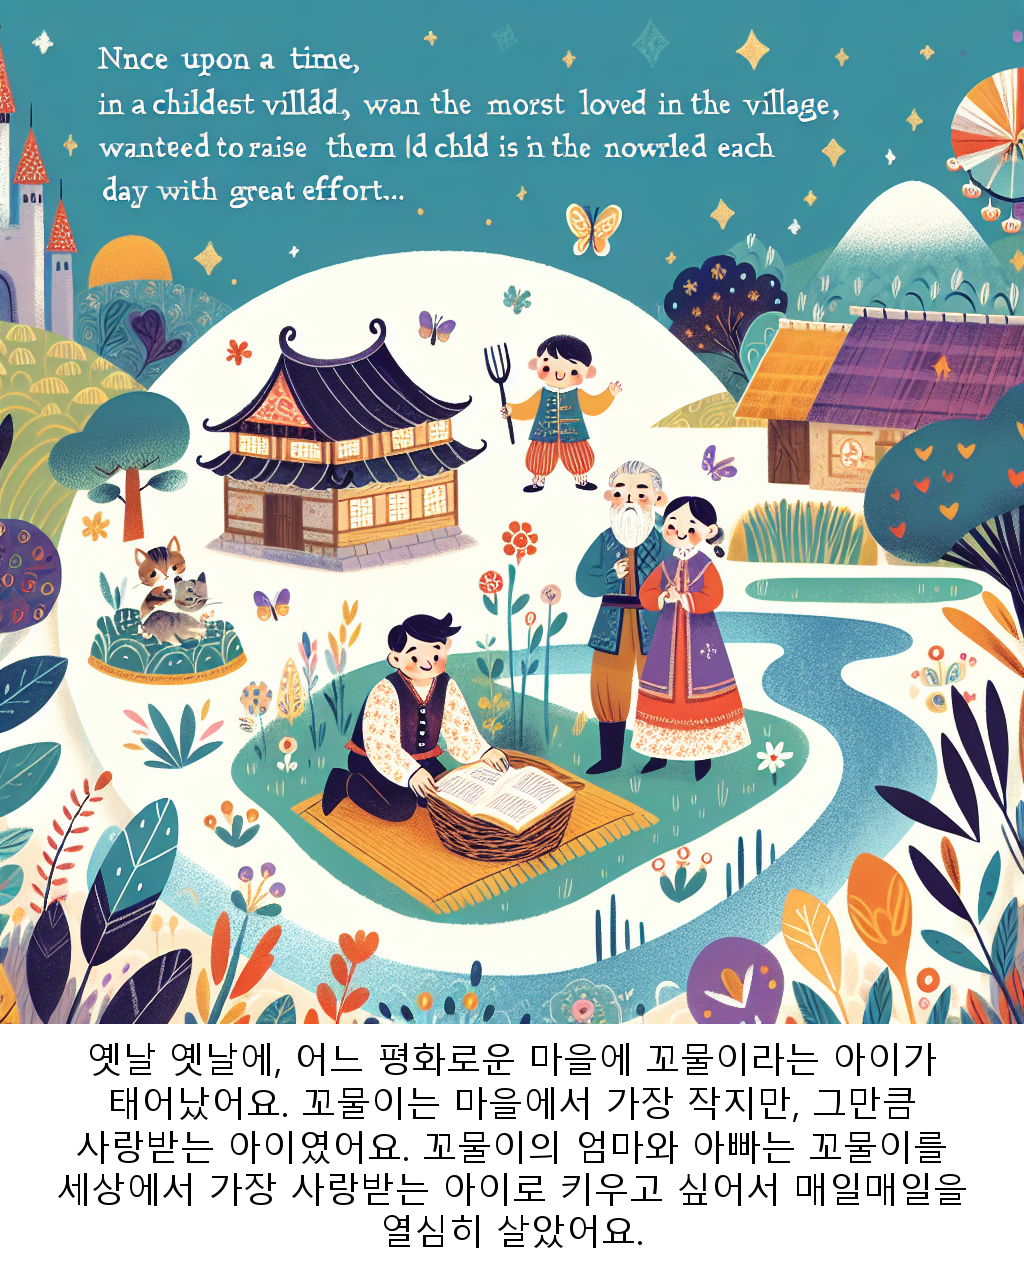 Nnce upon a time,
in a childest villád, wan the morst loved in the village,
wanteed to raise them ld chld is in the nowrled each
day with great effort...
옛날 옛날에, 어느 평화로운 마을에 꼬물이라는 아이가
태어났어요. 꼬물이는 마을에서 가장 작지만, 그만큼
사랑받는 아이였어요. 꼬물이의 엄마와 아빠는 꼬물이를
세상에서 가장 사랑받는 아이로 키우고 싶어서 매일매일을
열심히 살았어요.